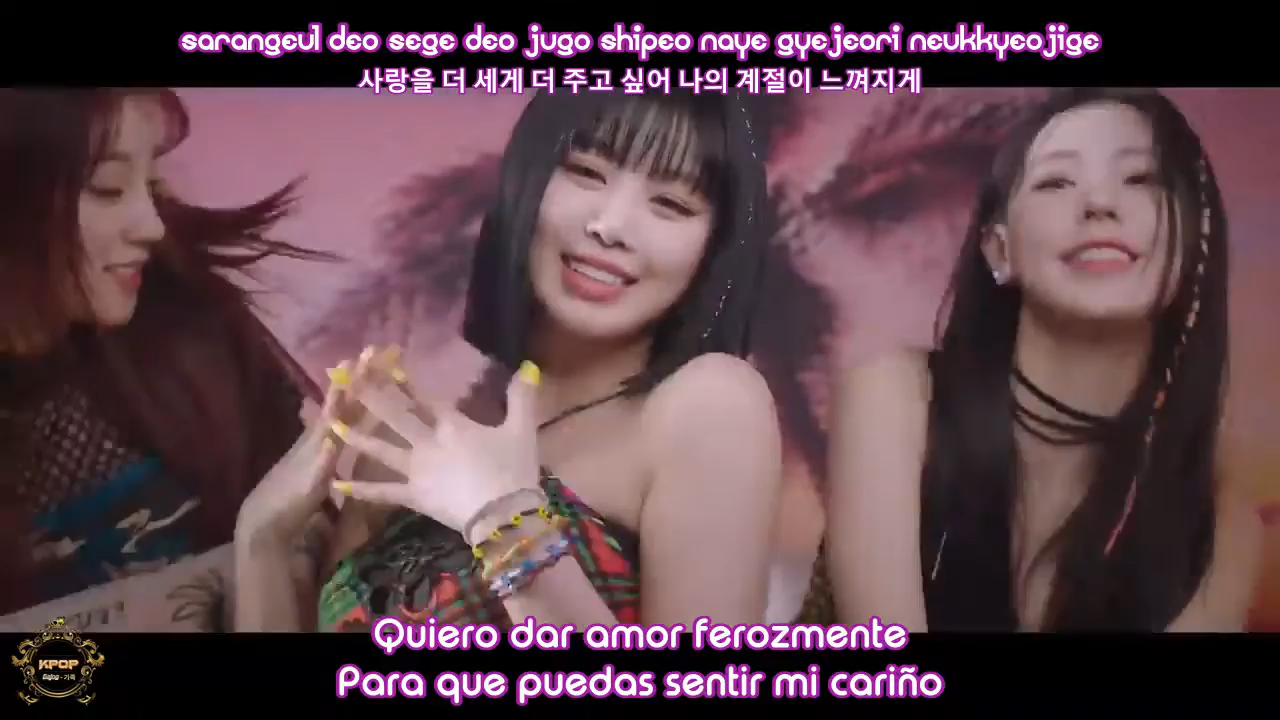 sarangeul deo sege deo jugo shipeo naye gyejeori neukkyeojige
사랑을 더 세게 더 주고 싶어 나의 계절이 느껴지게
Quiero dar amor ferozmente
Para que puedas sentir mi cariño
KPOP